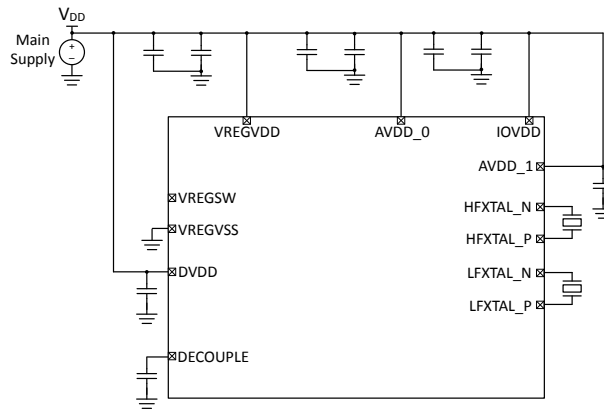 VDD
Main
Supply
+
–
VREGVDD
AVDD_0
IOVDD
AVDD_1
VREGSW
HFXTAL_N
VREGVSS
HFXTAL_P
DVDD
LFXTAL_N
LFXTAL_P
DECOUPLE